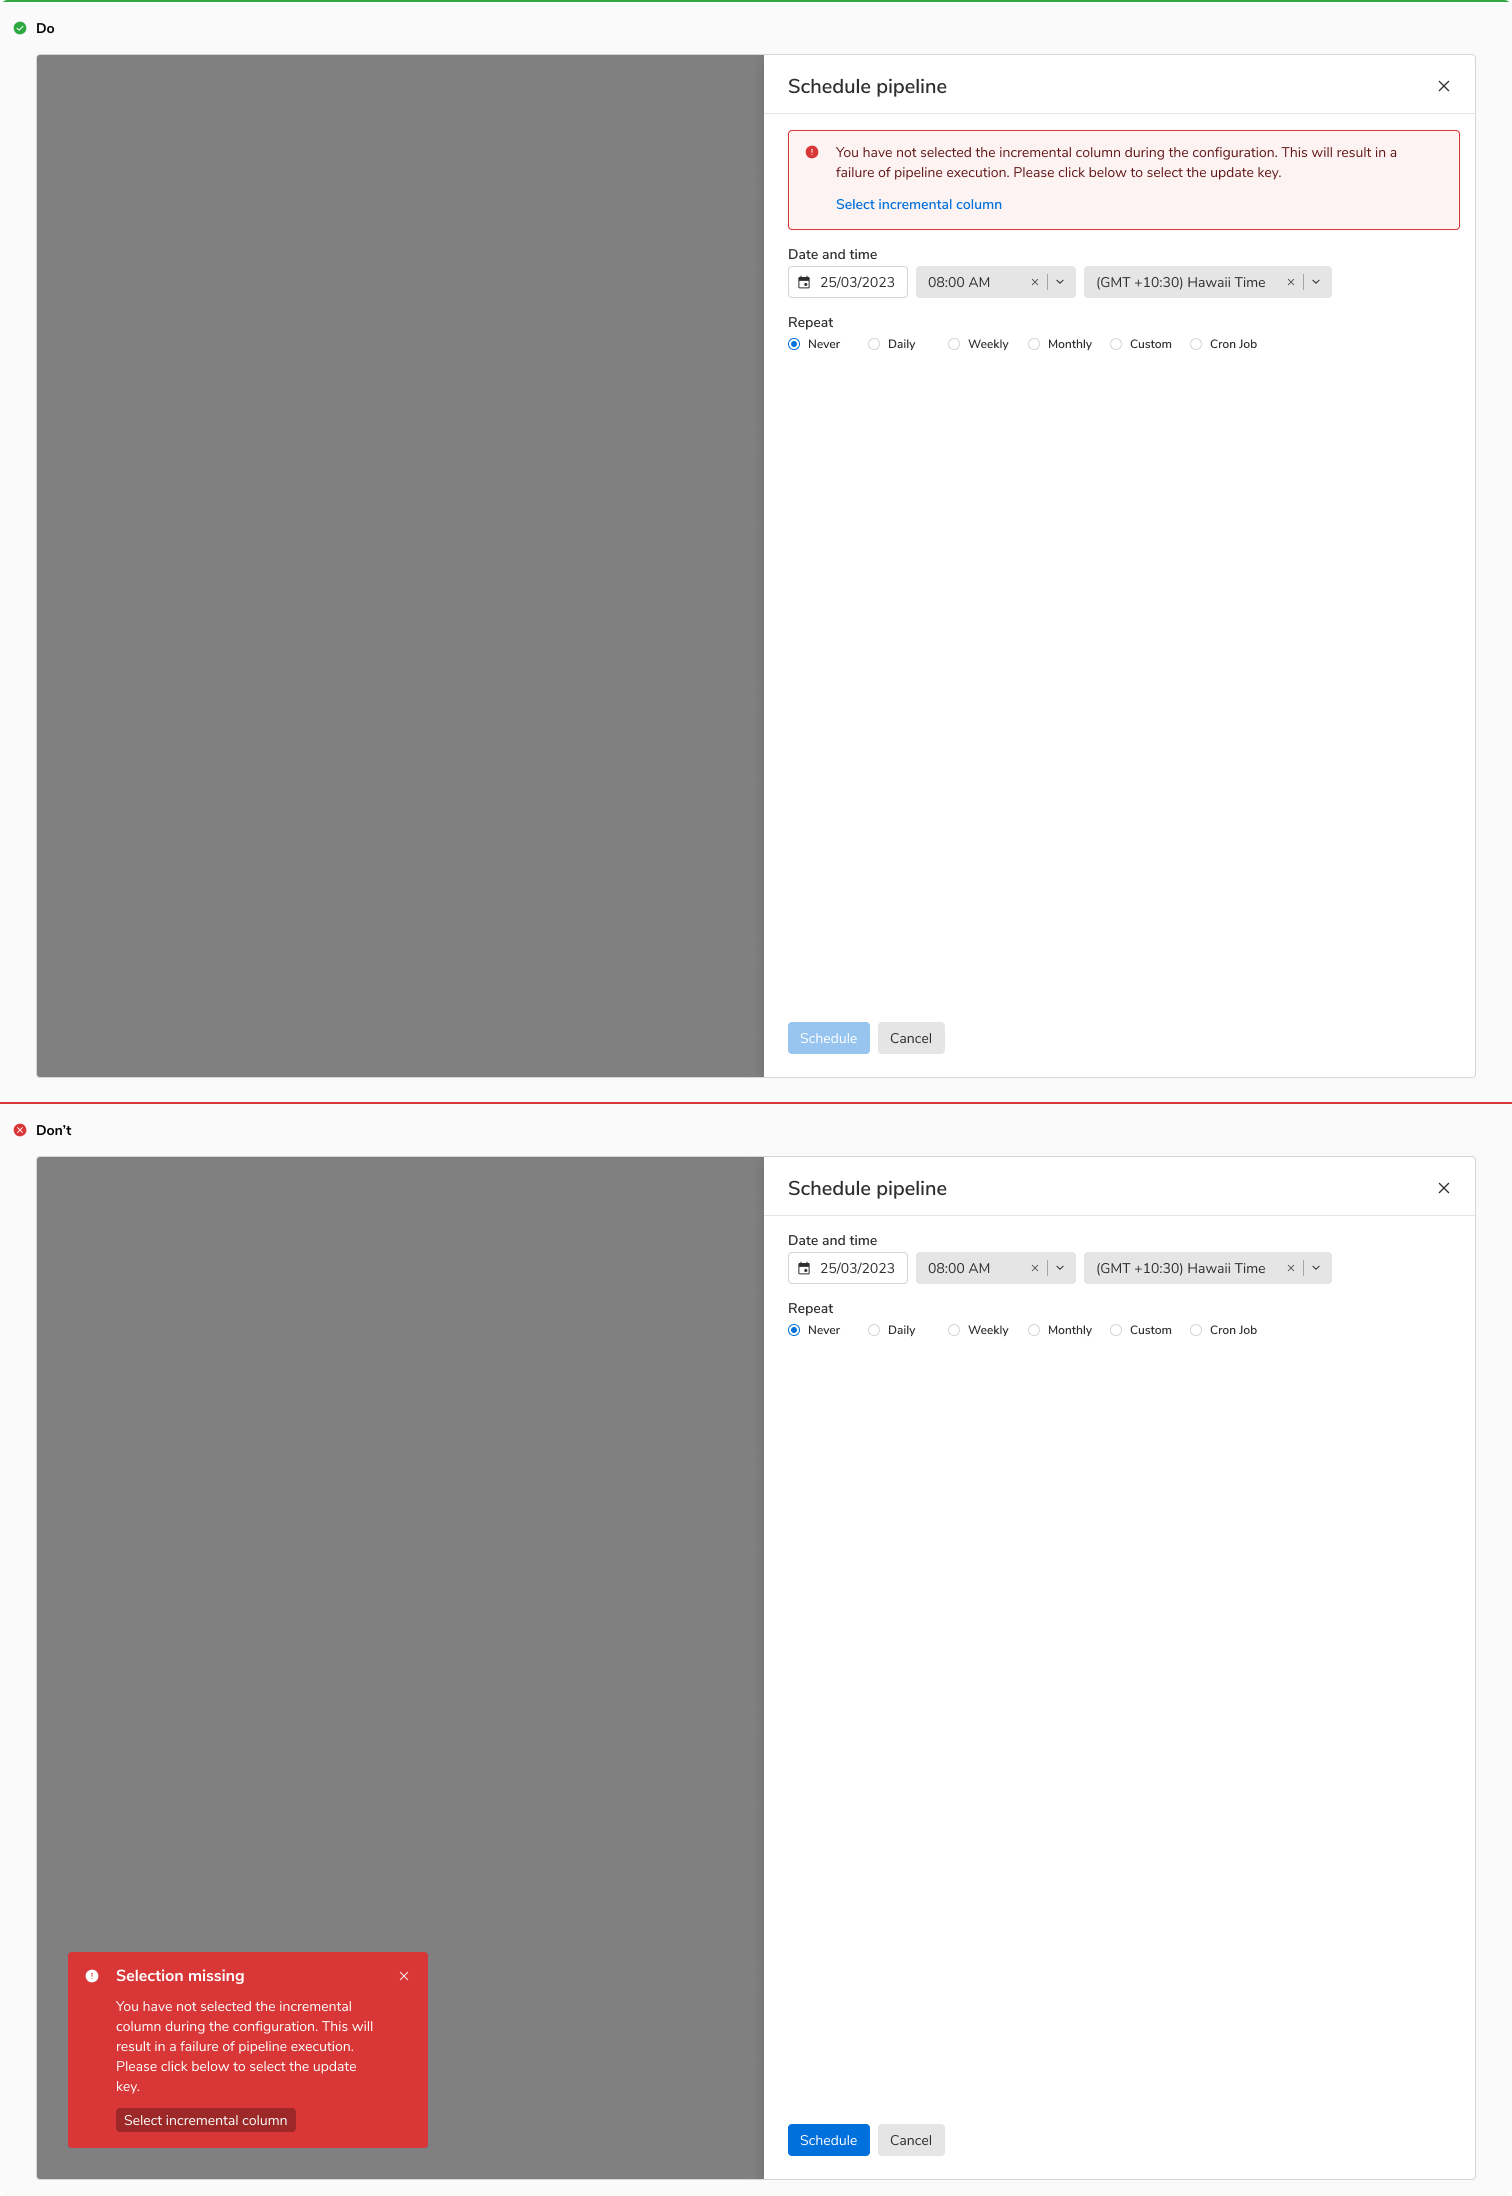 Do
Schedule pipeline
You have not selected the incremental column during the configuration. This will result in a
failure of pipeline execution. Please click below to select the update key.
Select incremental column
Date and time
25/03/2023 08:00 AM (GMT +10:30) Hawaii Time
Repeat
Never Daily Weekly Monthly Custom Cron Job
Schedule Cancel
Don't
Schedule pipeline
Date and time
25/03/2023 08:00 AM (GMT +10:30) Hawaii Time
Repeat
Never Daily Weekly Monthly Custom Cron Job
Selection missing
You have not selected the incremental
column during the configuration. This will
result in a failure of pipeline execution.
Please click below to select the update
key.
Select incremental column
Schedule Cancel